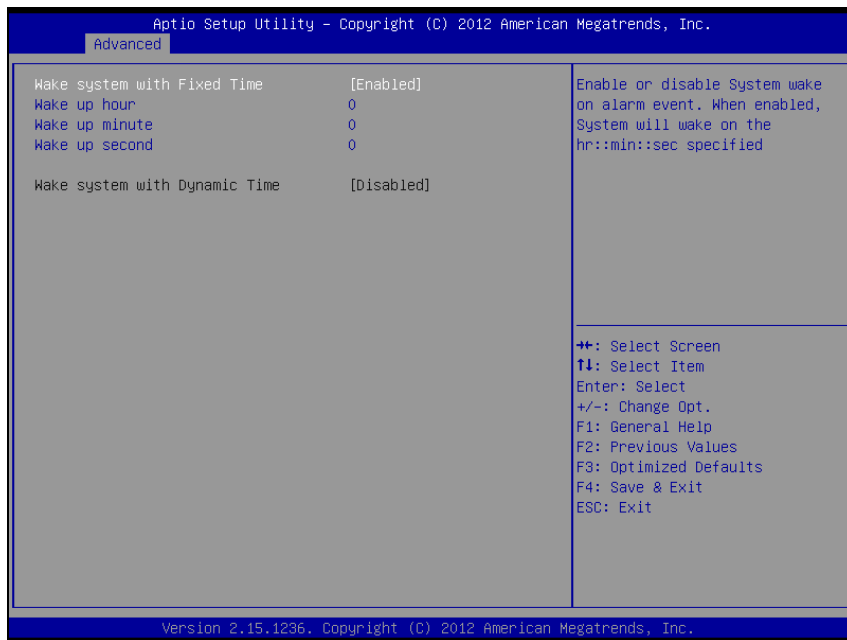 Aptio Setup Utility – Copyright (C) 2012 American Megatrends, Inc.
Advanced
Wake system with Fixed Time [Enabled]
Wake up hour 0
Wake up minute 0
Wake up second 0
Wake system with Dynamic Time [Disabled]
Enable or disable System wake
on alarm event. When enabled,
System will wake on the
hr::min::sec specified
→←: Select Screen
↑↓: Select Item
Enter: Select
+/-: Change Opt.
F1: General Help
F2: Previous Values
F3: Optimized Defaults
F4: Save & Exit
ESC: Exit
Version 2.15.1236. Copyright (C) 2012 American Megatrends, Inc.